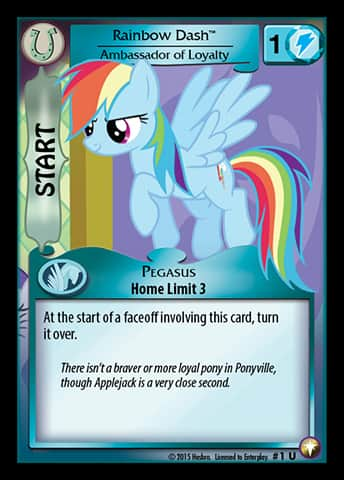 Rainbow Dash™
Ambassador of Loyalty
1
START
PEGASUS
Home Limit 3
At the start of a faceoff involving this card, turn
it over.
There isn't a braver or more loyal pony in Ponyville,
though Applejack is a very close second.
© 2015 Hasbro. Licensed to Enterplay. #1 U